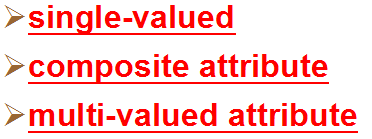 ➢single-valued
➢composite attribute
➢multi-valued attribute